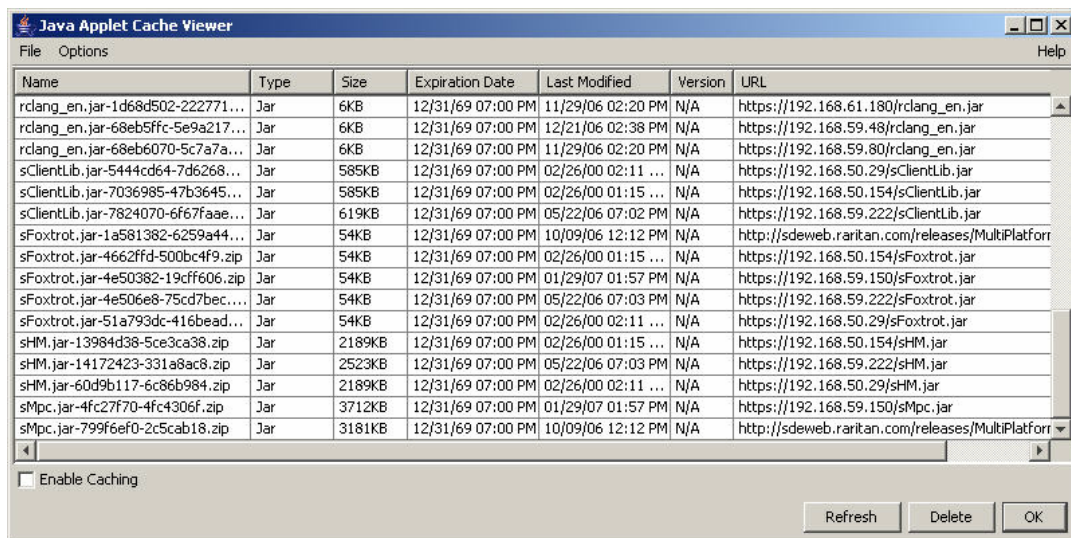 Java Applet Cache Viewer
File Options Help
Name Type Size Expiration Date Last Modified Version URL
rclang_en.jar-1d68d502-222771... Jar 6KB 12/31/69 07:00 PM 11/29/06 02:20 PM N/A https://192.168.61.180/rclang_en.jar
rclang_en.jar-68eb5ffc-5e9a217... Jar 6KB 12/31/69 07:00 PM 12/21/06 02:38 PM N/A https://192.168.59.48/rclang_en.jar
rclang_en.jar-68eb6070-5c7a7a... Jar 6KB 12/31/69 07:00 PM 11/29/06 02:20 PM N/A https://192.168.59.80/rclang_en.jar
sClientLib.jar-5444cd64-7d6268... Jar 585KB 12/31/69 07:00 PM 02/26/00 02:11 ... N/A https://192.168.50.29/sClientLib.jar
sClientLib.jar-7036985-47b3645... Jar 585KB 12/31/69 07:00 PM 02/26/00 01:15 ... N/A https://192.168.50.154/sClientLib.jar
sClientLib.jar-7824070-6f67faae... Jar 619KB 12/31/69 07:00 PM 05/22/06 07:02 PM N/A https://192.168.59.222/sClientLib.jar
sFoxtrot.jar-1a581382-6259a44... Jar 54KB 12/31/69 07:00 PM 10/09/06 12:12 PM N/A http://sdeweb.raritan.com/releases/MultiPlatforr
sFoxtrot.jar-4662ffd-500bc4f9.zip Jar 54KB 12/31/69 07:00 PM 02/26/00 01:15 ... N/A https://192.168.50.154/sFoxtrot.jar
sFoxtrot.jar-4e50382-19cff606.zip Jar 54KB 12/31/69 07:00 PM 01/29/07 01:57 PM N/A https://192.168.59.150/sFoxtrot.jar
sFoxtrot.jar-4e506e8-75cd7bec.... Jar 54KB 12/31/69 07:00 PM 05/22/06 07:03 PM N/A https://192.168.59.222/sFoxtrot.jar
sFoxtrot.jar-51a793dc-416bead... Jar 54KB 12/31/69 07:00 PM 02/26/00 02:11 ... N/A https://192.168.50.29/sFoxtrot.jar
sHM.jar-13984d38-5ce3ca38.zip Jar 2189KB 12/31/69 07:00 PM 02/26/00 01:15 ... N/A https://192.168.50.154/sHM.jar
sHM.jar-14172423-331a8ac8.zip Jar 2523KB 12/31/69 07:00 PM 05/22/06 07:03 PM N/A https://192.168.59.222/sHM.jar
sHM.jar-60d9b117-6c86b984.zip Jar 2189KB 12/31/69 07:00 PM 02/26/00 02:11 ... N/A https://192.168.50.29/sHM.jar
sMpc.jar-4fc27f70-4fc4306f.zip Jar 3712KB 12/31/69 07:00 PM 01/29/07 01:57 PM N/A https://192.168.59.150/sMpc.jar
sMpc.jar-799f6ef0-2c5cab18.zip Jar 3181KB 12/31/69 07:00 PM 10/09/06 12:12 PM N/A http://sdeweb.raritan.com/releases/MultiPlatforr
Enable Caching
Refresh Delete OK